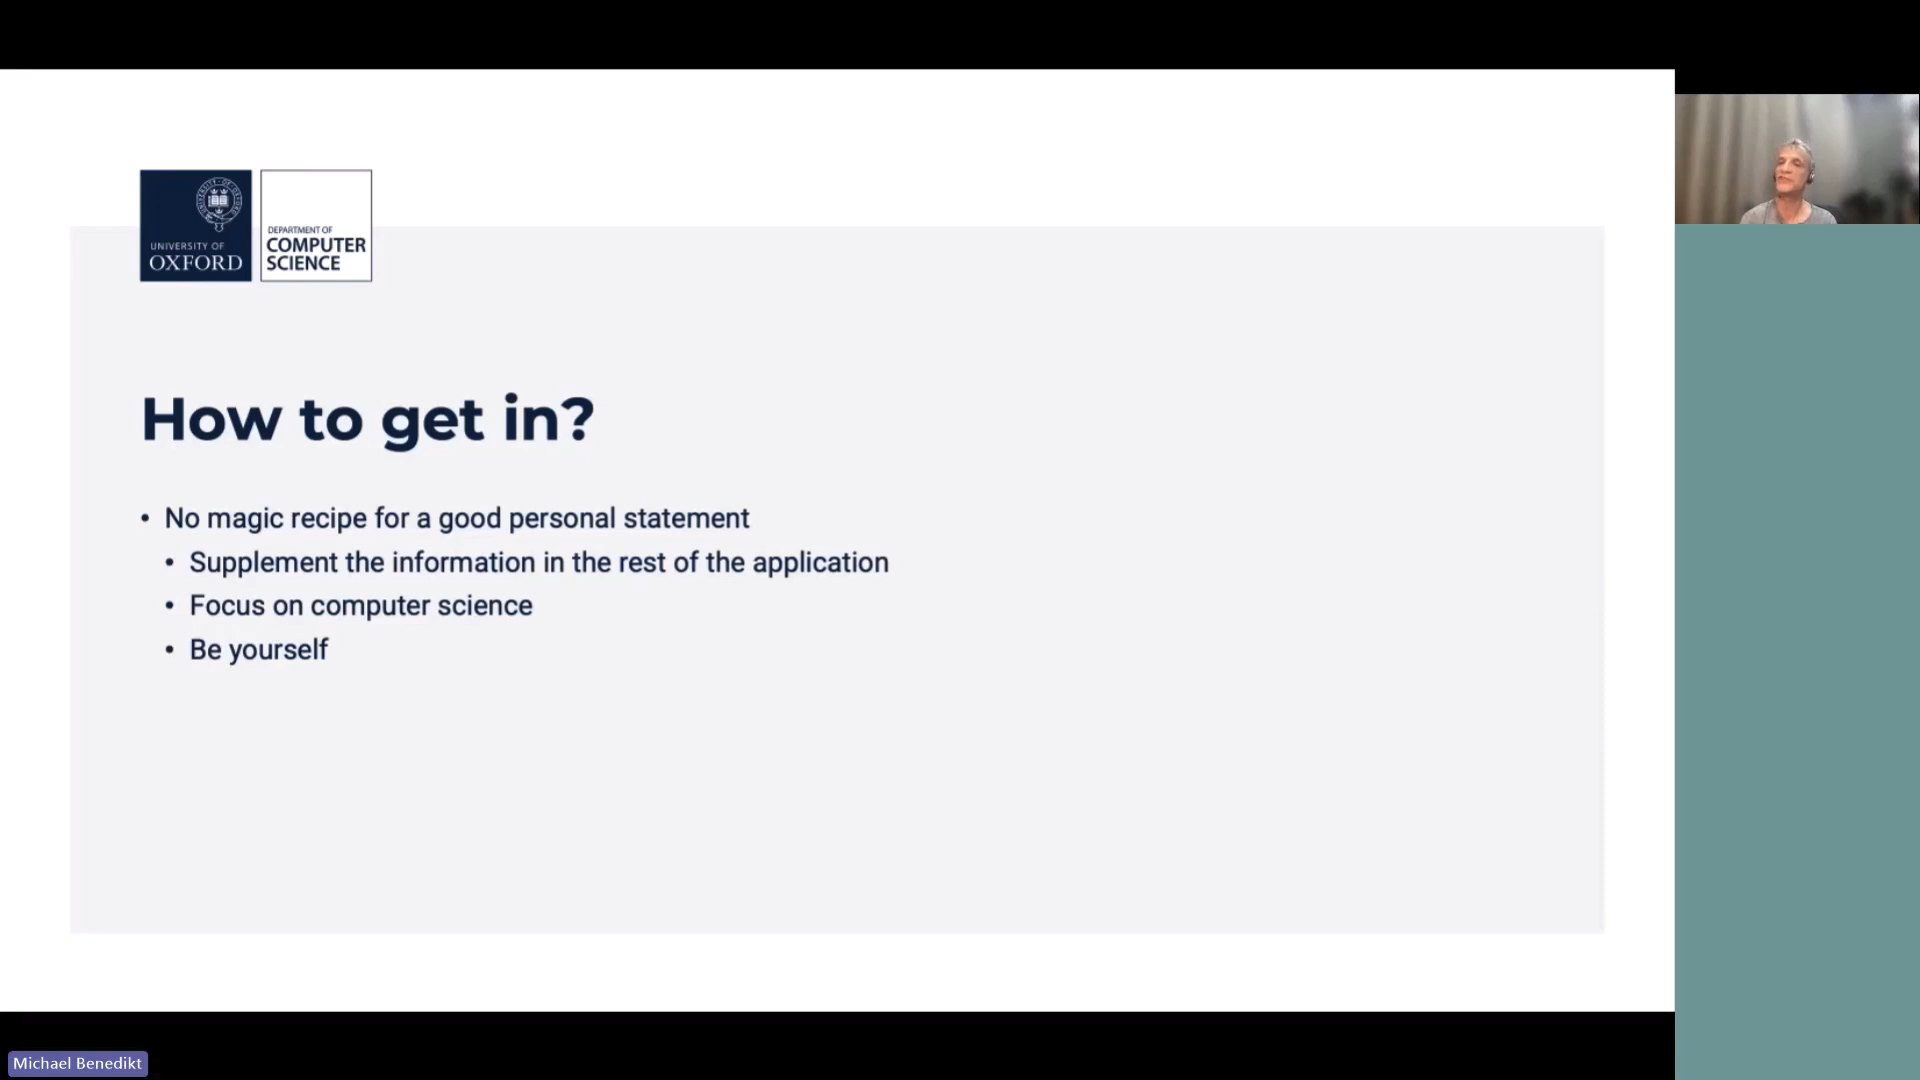 UNIVERSITY OF
OXFORD
DEPARTMENT OF
COMPUTER
SCIENCE
How to get in?
• No magic recipe for a good personal statement
• Supplement the information in the rest of the application
• Focus on computer science
• Be yourself
Michael Benedikt